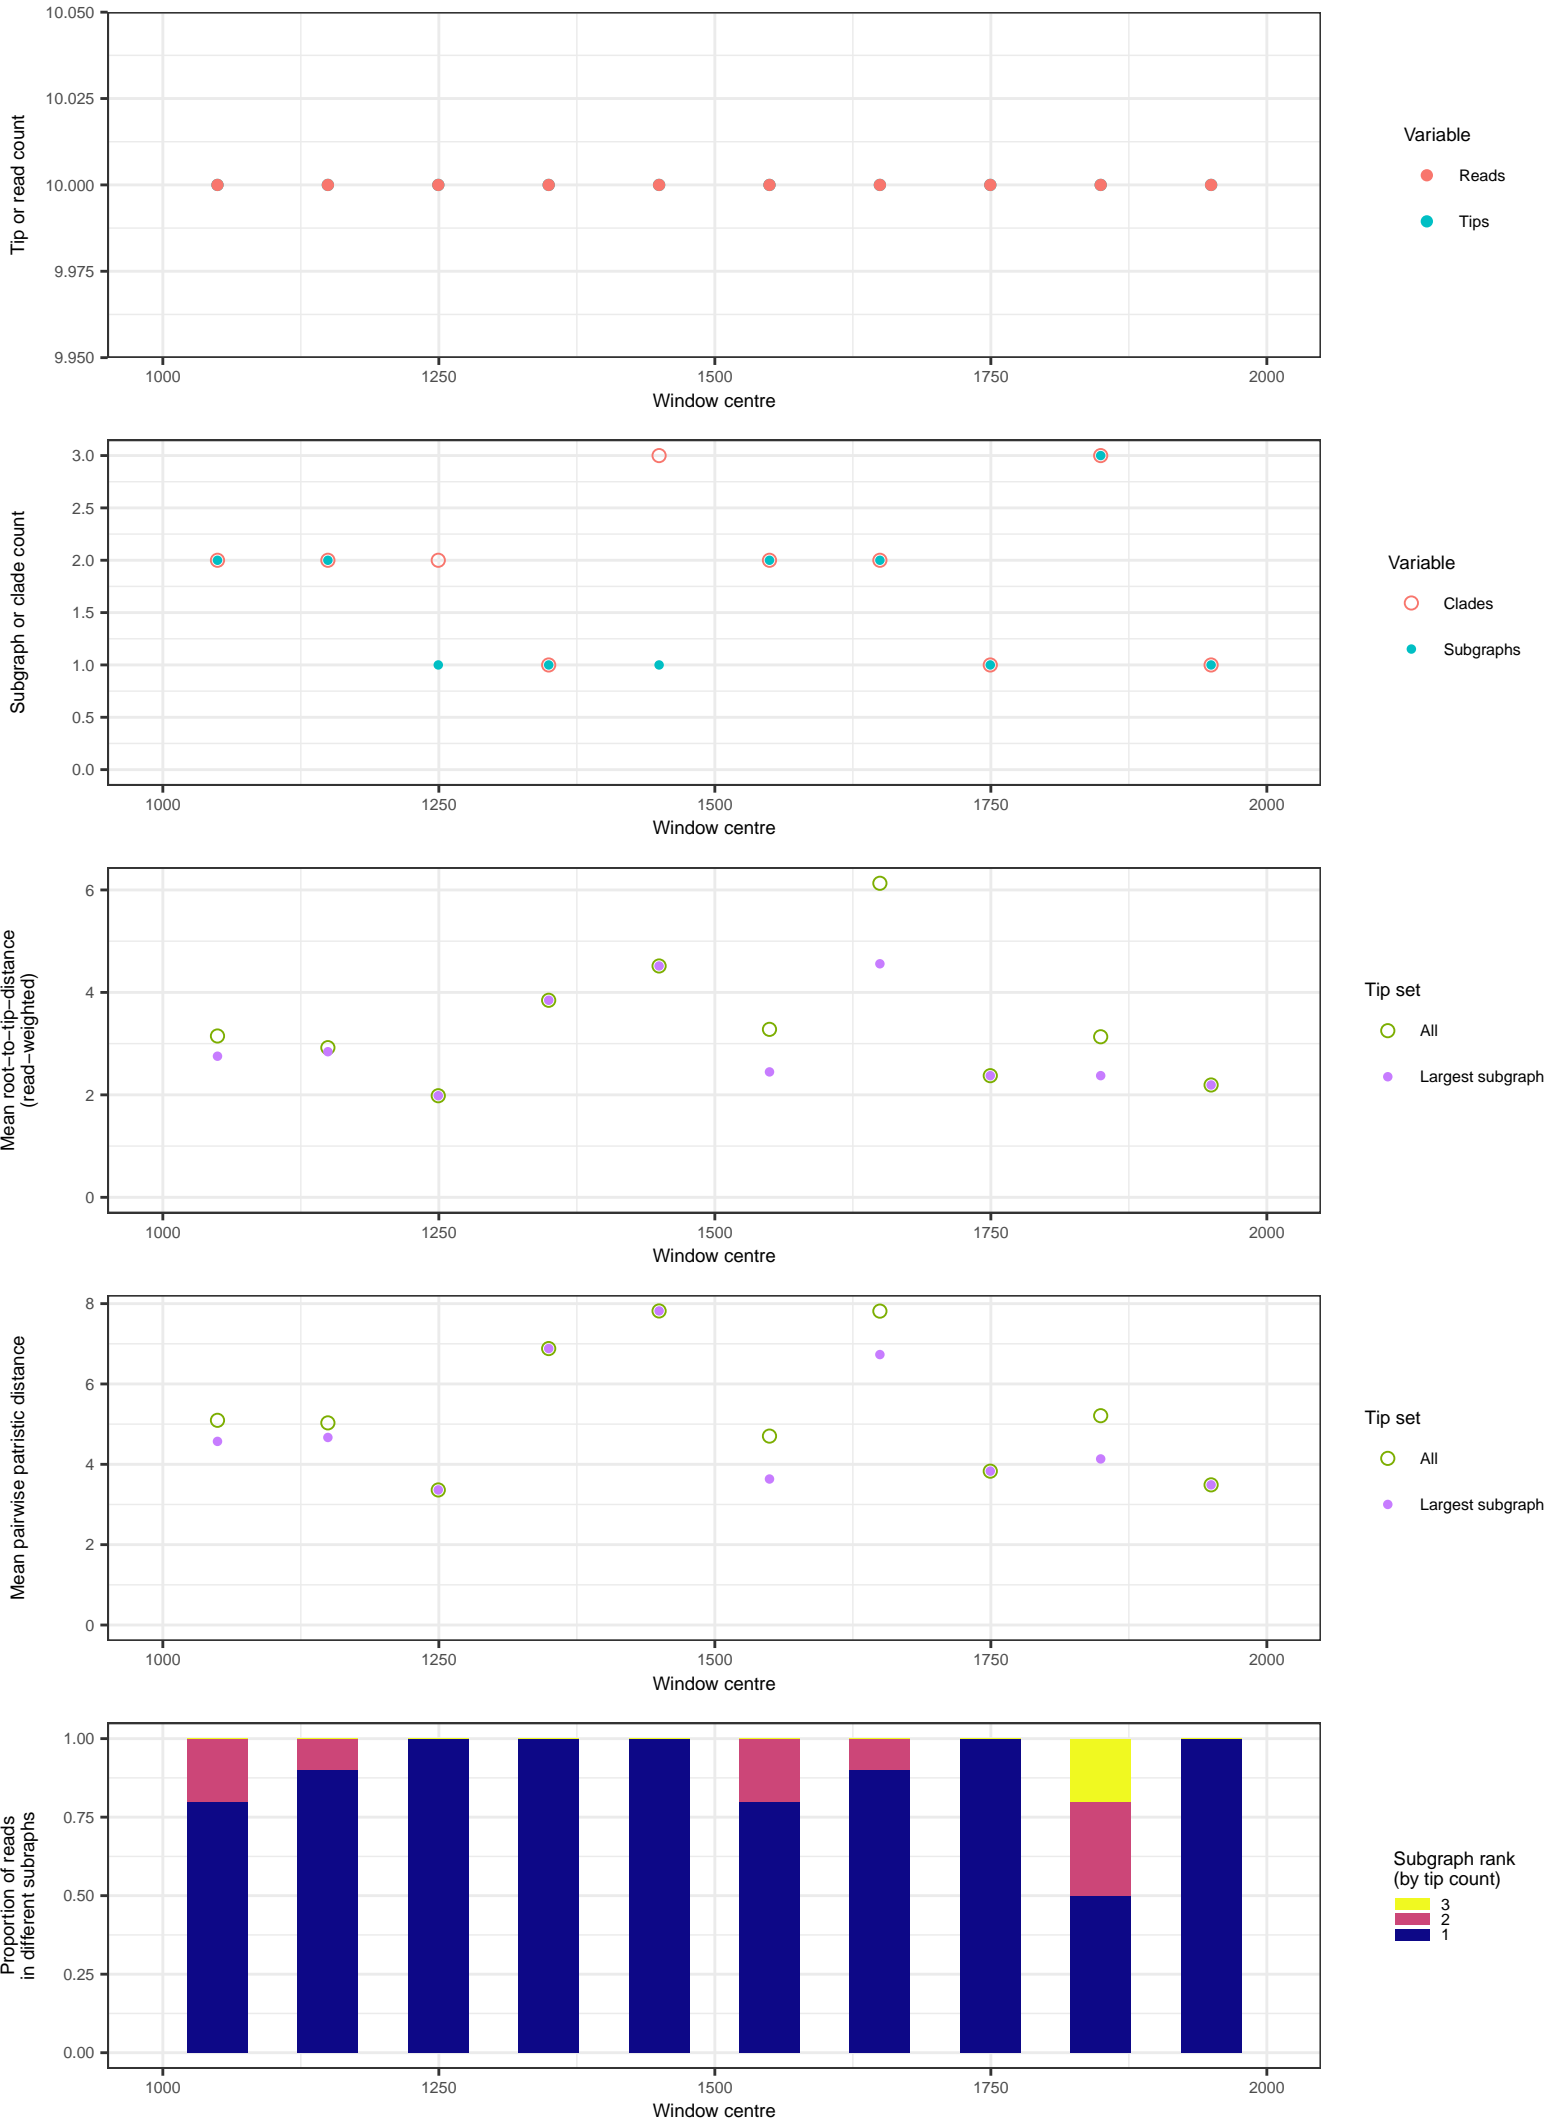 10.050
10.025
10.000
9.975
9.950
Tip or read count
1000 1250 1500 1750 2000
Window centre
Variable
Reads
Tips
3.0
2.5
2.0
1.5
1.0
0.5
0.0
Subgraph or clade count
1000 1250 1500 1750 2000
Window centre
Variable
Clades
Subgraphs
6
4
2
0
Mean root−to−tip−distance
(read−weighted)
1000 1250 1500 1750 2000
Window centre
Tip set
All
Largest subgraph
8
6
4
2
0
Mean pairwise patristic distance
1000 1250 1500 1750 2000
Window centre
Tip set
All
Largest subgraph
1.00
0.75
0.50
0.25
0.00
Proportion of reads
in different subraphs
1000 1250 1500 1750 2000
Window centre
Subgraph rank
(by tip count)
3
2
1